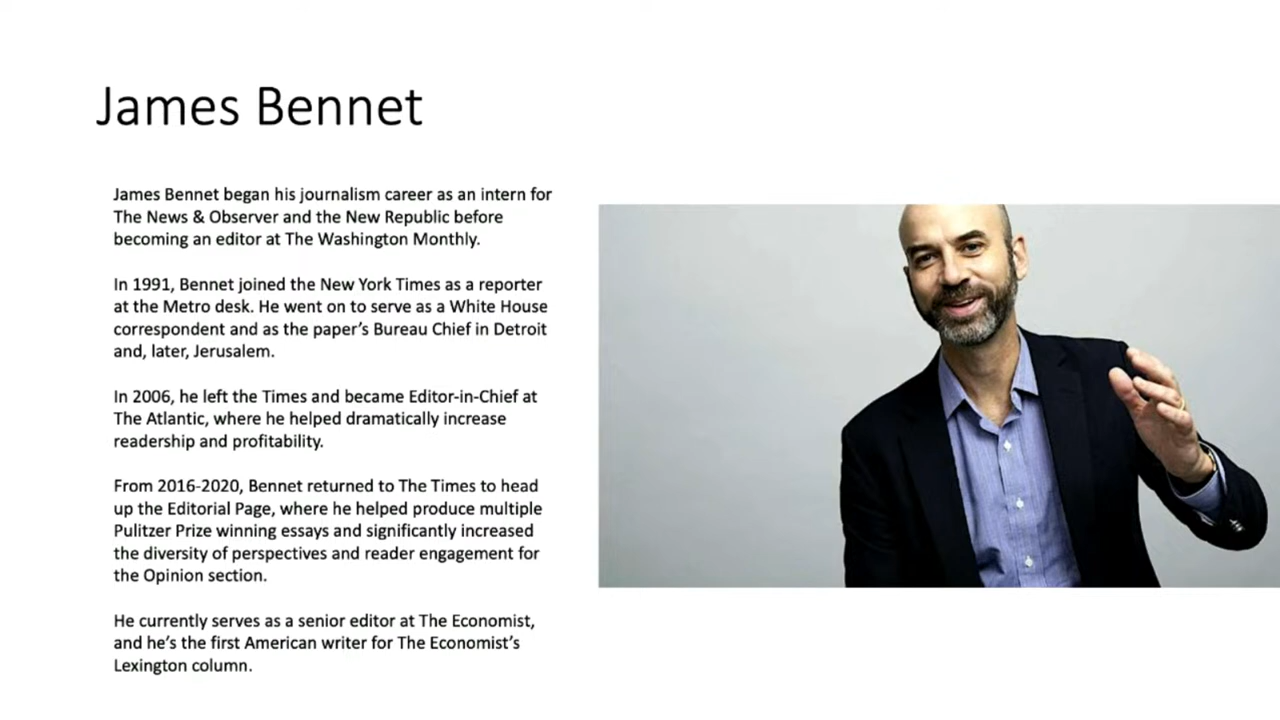 James Bennet
James Bennet began his journalism career as an intern for
The News & Observer and the New Republic before
becoming an editor at The Washington Monthly.
In 1991, Bennet joined the New York Times as a reporter
at the Metro desk. He went on to serve as a White House
correspondent and as the paper's Bureau Chief in Detroit
and, later, Jerusalem.
In 2006, he left the Times and became Editor-in-Chief at
The Atlantic, where he helped dramatically increase
readership and profitability.
From 2016-2020, Bennet returned to The Times to head
up the Editorial Page, where he helped produce multiple
Pulitzer Prize winning essays and significantly increased
the diversity of perspectives and reader engagement for
the Opinion section.
He currently serves as a senior editor at The Economist,
and he's the first American writer for The Economist's
Lexington column.